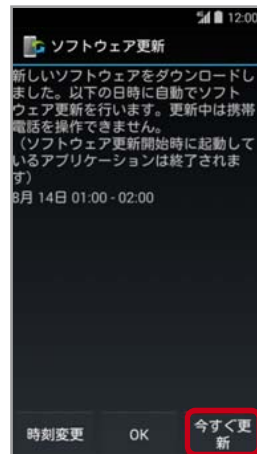 12:00
ソフトウェア更新
新しいソフトウェアをダウンロードし
ました。以下の日時に自動でソフト
ウェア更新を行います。更新中は携帯
電話を操作できません。
（ソフトウェア更新開始時に起動して
いるアプリケーションは終了されま
す）
8月 14日 01:00 - 02:00
時刻変更
OK
今すぐ更
新